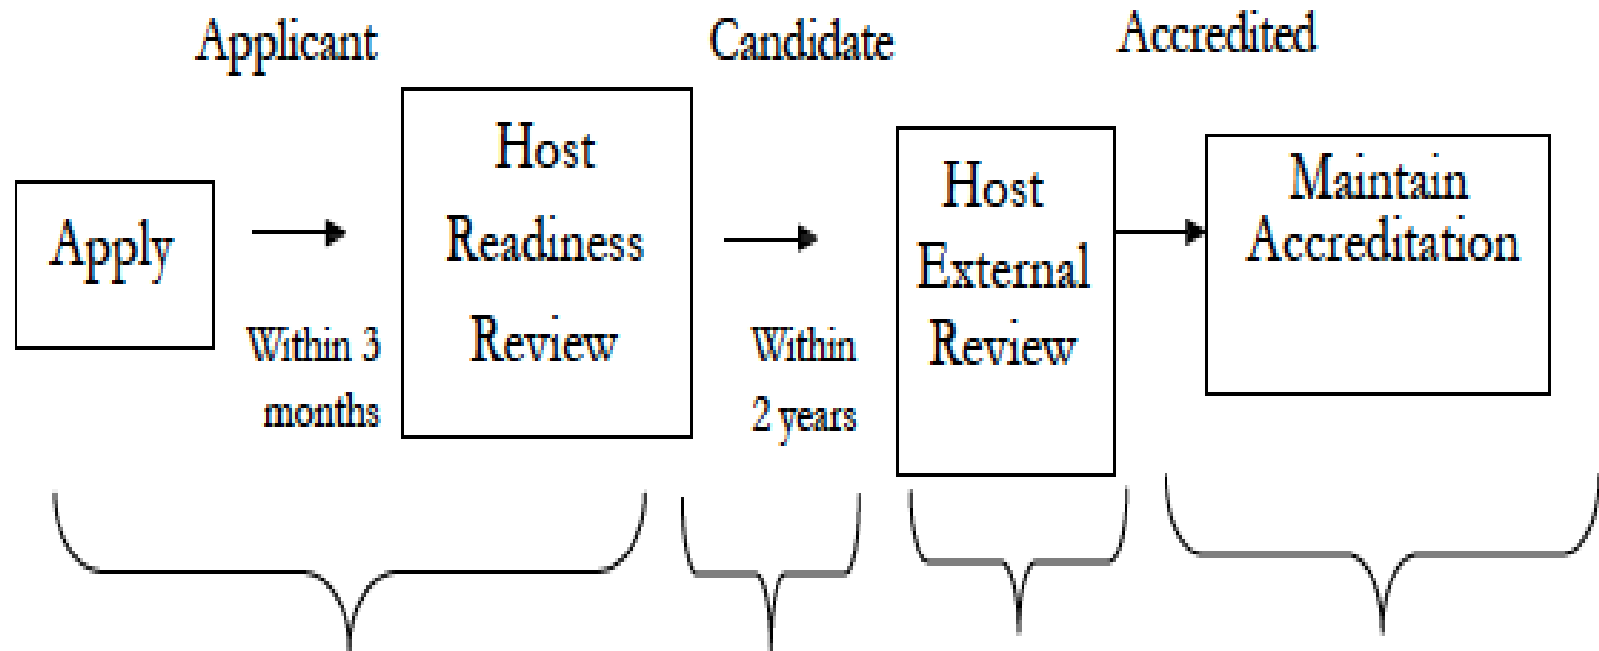 Applicant
Candidate
Accredited
Apply
Within 3
months
Host
Readiness
Review
Within
2 years
Host
External
Review
Maintain
Accreditation